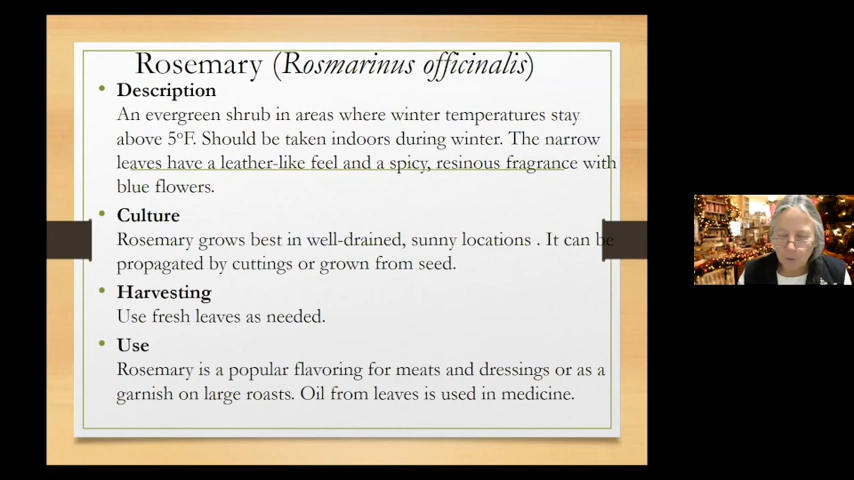 Rosemary (Rosmarinus officinalis)
• Description
An evergreen shrub in areas where winter temperatures stay
above 5°F. Should be taken indoors during winter. The narrow
leaves have a leather-like feel and a spicy, resinous fragrance with
blue flowers.
• Culture
Rosemary grows best in well-drained, sunny locations . It can be
propagated by cuttings or grown from seed.
• Harvesting
Use fresh leaves as needed.
• Use
Rosemary is a popular flavoring for meats and dressings or as a
garnish on large roasts. Oil from leaves is used in medicine.